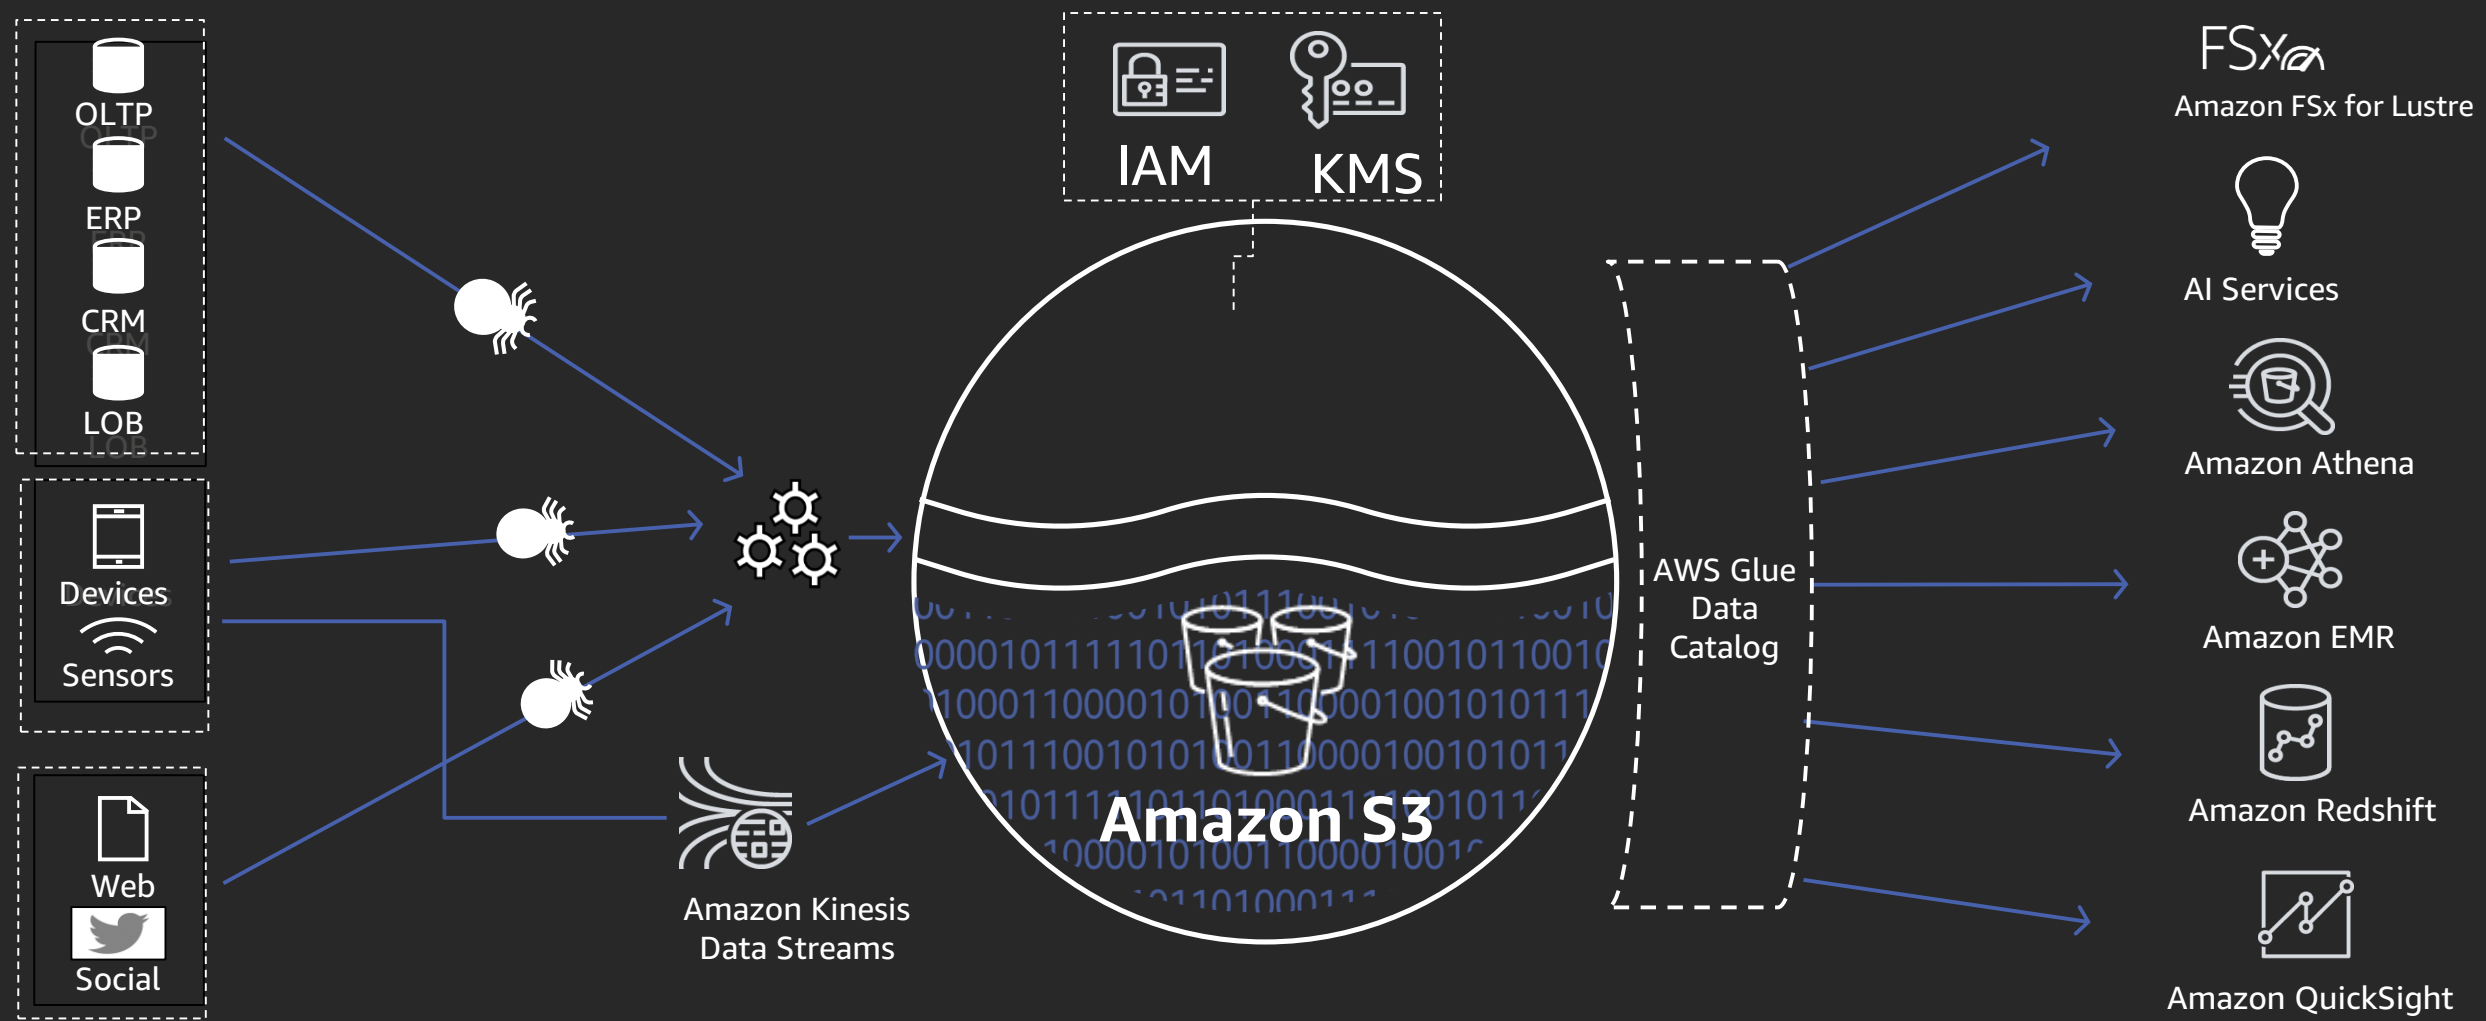 OLTP
ERP
CRM
LOB
Devices
Sensors
Web
Social
Amazon Kinesis
Data Streams
IAM
KMS
Amazon S3
AWS Glue
Data
Catalog
FSx
Amazon FSx for Lustre
AI Services
Amazon Athena
Amazon EMR
Amazon Redshift
Amazon QuickSight